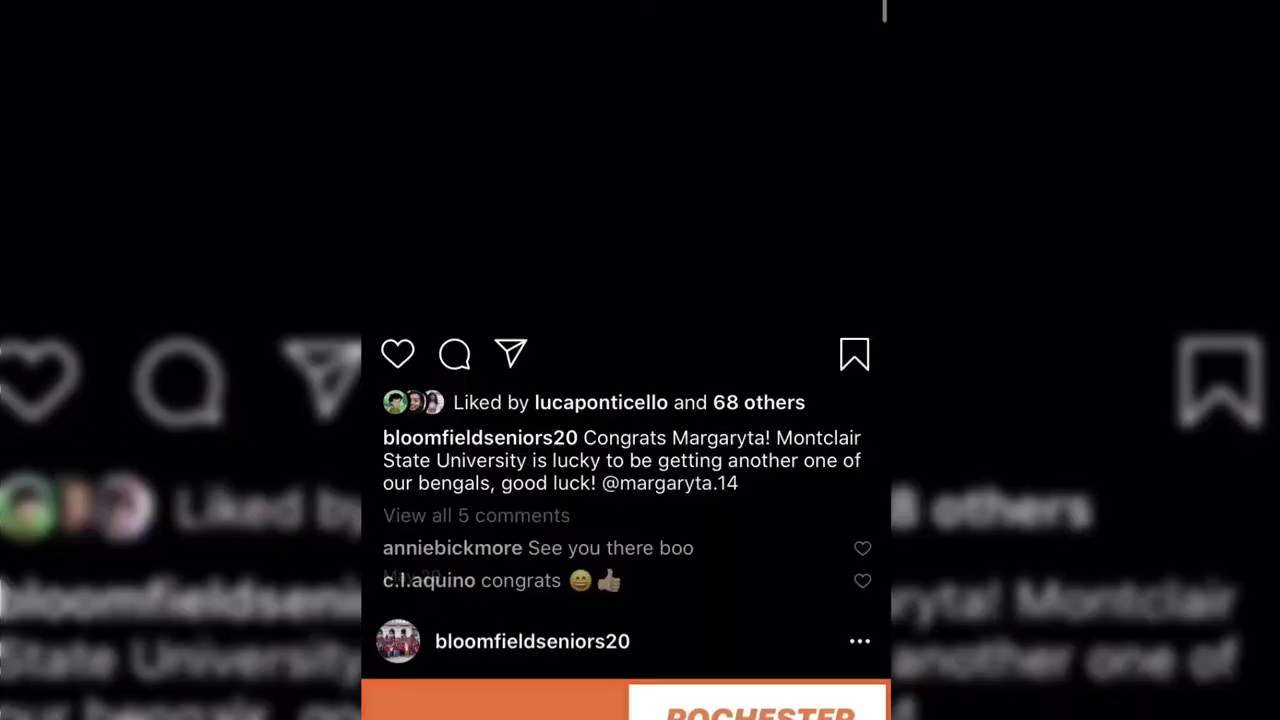 Liked by lucaponticello and 68 others
bloomfieldseniors20 Congrats Margaryta! Montclair
State University is lucky to be getting another one of
our bengals, good luck! @margaryta.14
View all 5 comments
anniebickmore See you there boo
c.l.aquino congrats 😄👍🏼
bloomfieldseniors20
ROCHESTER